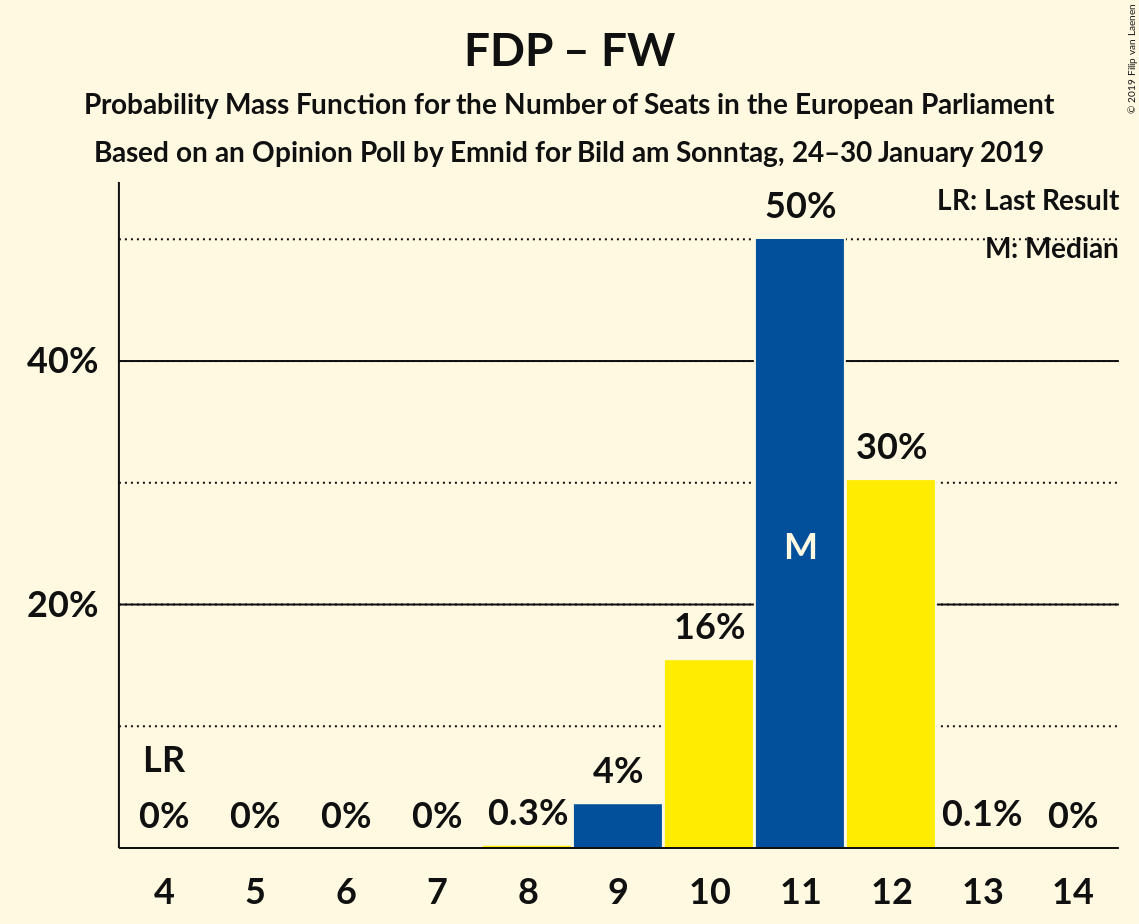 FDP – FW
Probability Mass Function for the Number of Seats in the European Parliament
Based on an Opinion Poll by Emnid for Bild am Sonntag, 24–30 January 2019
© 2019 Filip van Laenen
LR: Last Result
M: Median
50%
40%
30%
M
20%
16%
LR
4%
0% 0% 0% 0% 0.3% 0.1% 0%
4 5 6 7 8 9 10 11 12 13 14